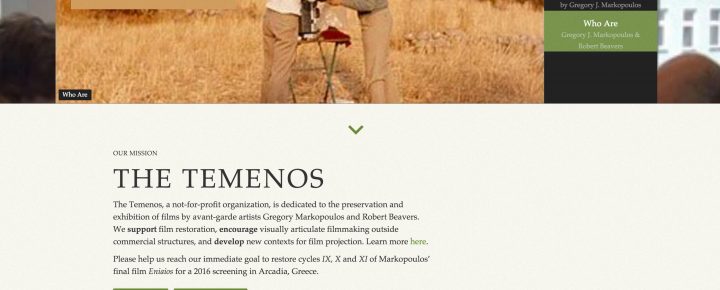 by Gregory J. Markopoulos
Who Are
Gregory J. Markopoulos &
Robert Beavers
Who Are
OUR MISSION
THE TEMENOS
The Temenos, a not-for-profit organization, is dedicated to the preservation and
exhibition of films by avant-garde artists Gregory Markopoulos and Robert Beavers.
We support film restoration, encourage visually articulate filmmaking outside
commercial structures, and develop new contexts for film projection. Learn more here.
Please help us reach our immediate goal to restore cycles IX, X and XI of Markopoulos'
final film Eniaios for a 2016 screening in Arcadia, Greece.